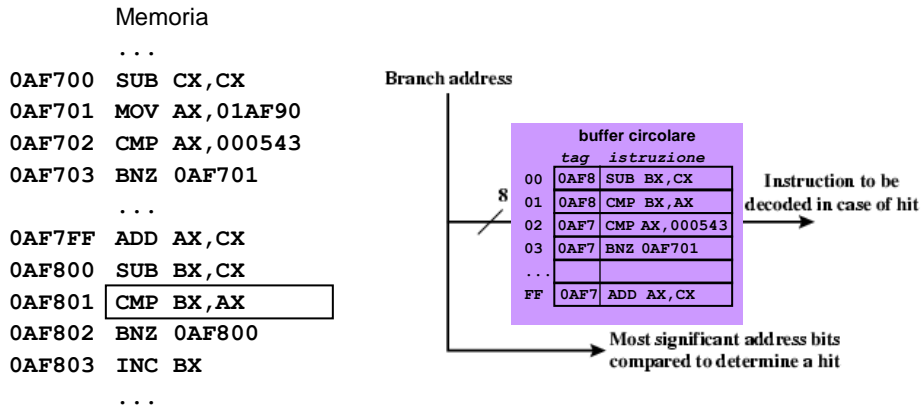 Memoria
...
0AF700 SUB CX,CX
0AF701 MOV AX,01AF90
0AF702 CMP AX,000543
0AF703 BNZ 0AF701
...
0AF7FF ADD AX,CX
0AF800 SUB BX,CX
0AF801 CMP BX,AX
0AF802 BNZ 0AF800
0AF803 INC BX
...
Branch address
8
buffer circolare
tag istruzione
00 0AF8 SUB BX,CX
01 0AF8 CMP BX,AX
02 0AF7 CMP AX,000543
03 0AF7 BNZ 0AF701
...
FF 0AF7 ADD AX,CX
Instruction to be
decoded in case of hit
Most significant address bits
compared to determine a hit